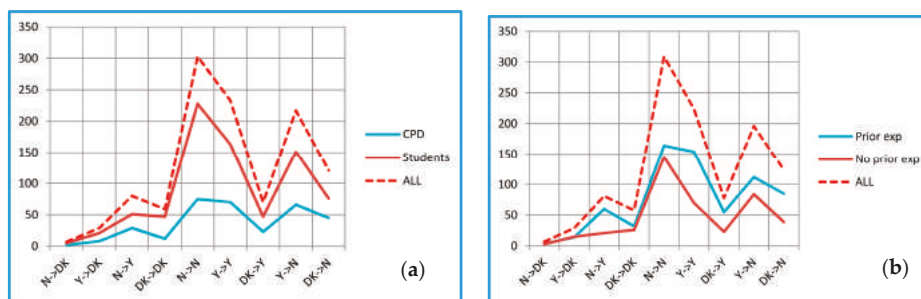 350
300
250
200
150
100
50
0
N->DK
Y->DK
N->Y
DK->DK
N->N
Y->Y
DK->Y
Y->N
DK->N
CPD
Students
ALL
(a)
350
300
250
200
150
100
50
0
N->DK
Y->DK
N->Y
DK->DK
N->N
Y->Y
DK->Y
Y->N
DK->N
Prior exp
No prior exp
ALL
(b)